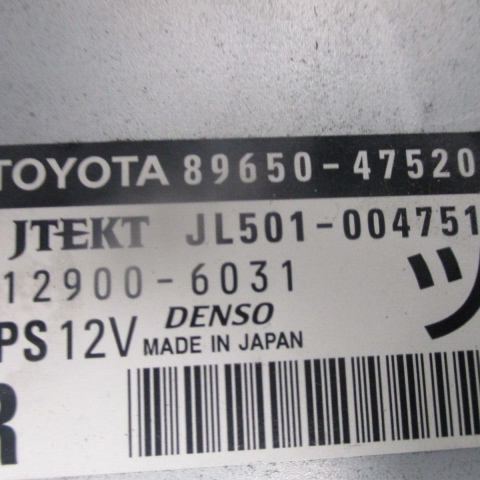 TOYOTA 89650-47520
JTEKT JL501-004751
12900-6031
PS 12V DENSO
MADE IN JAPAN
ツ
R